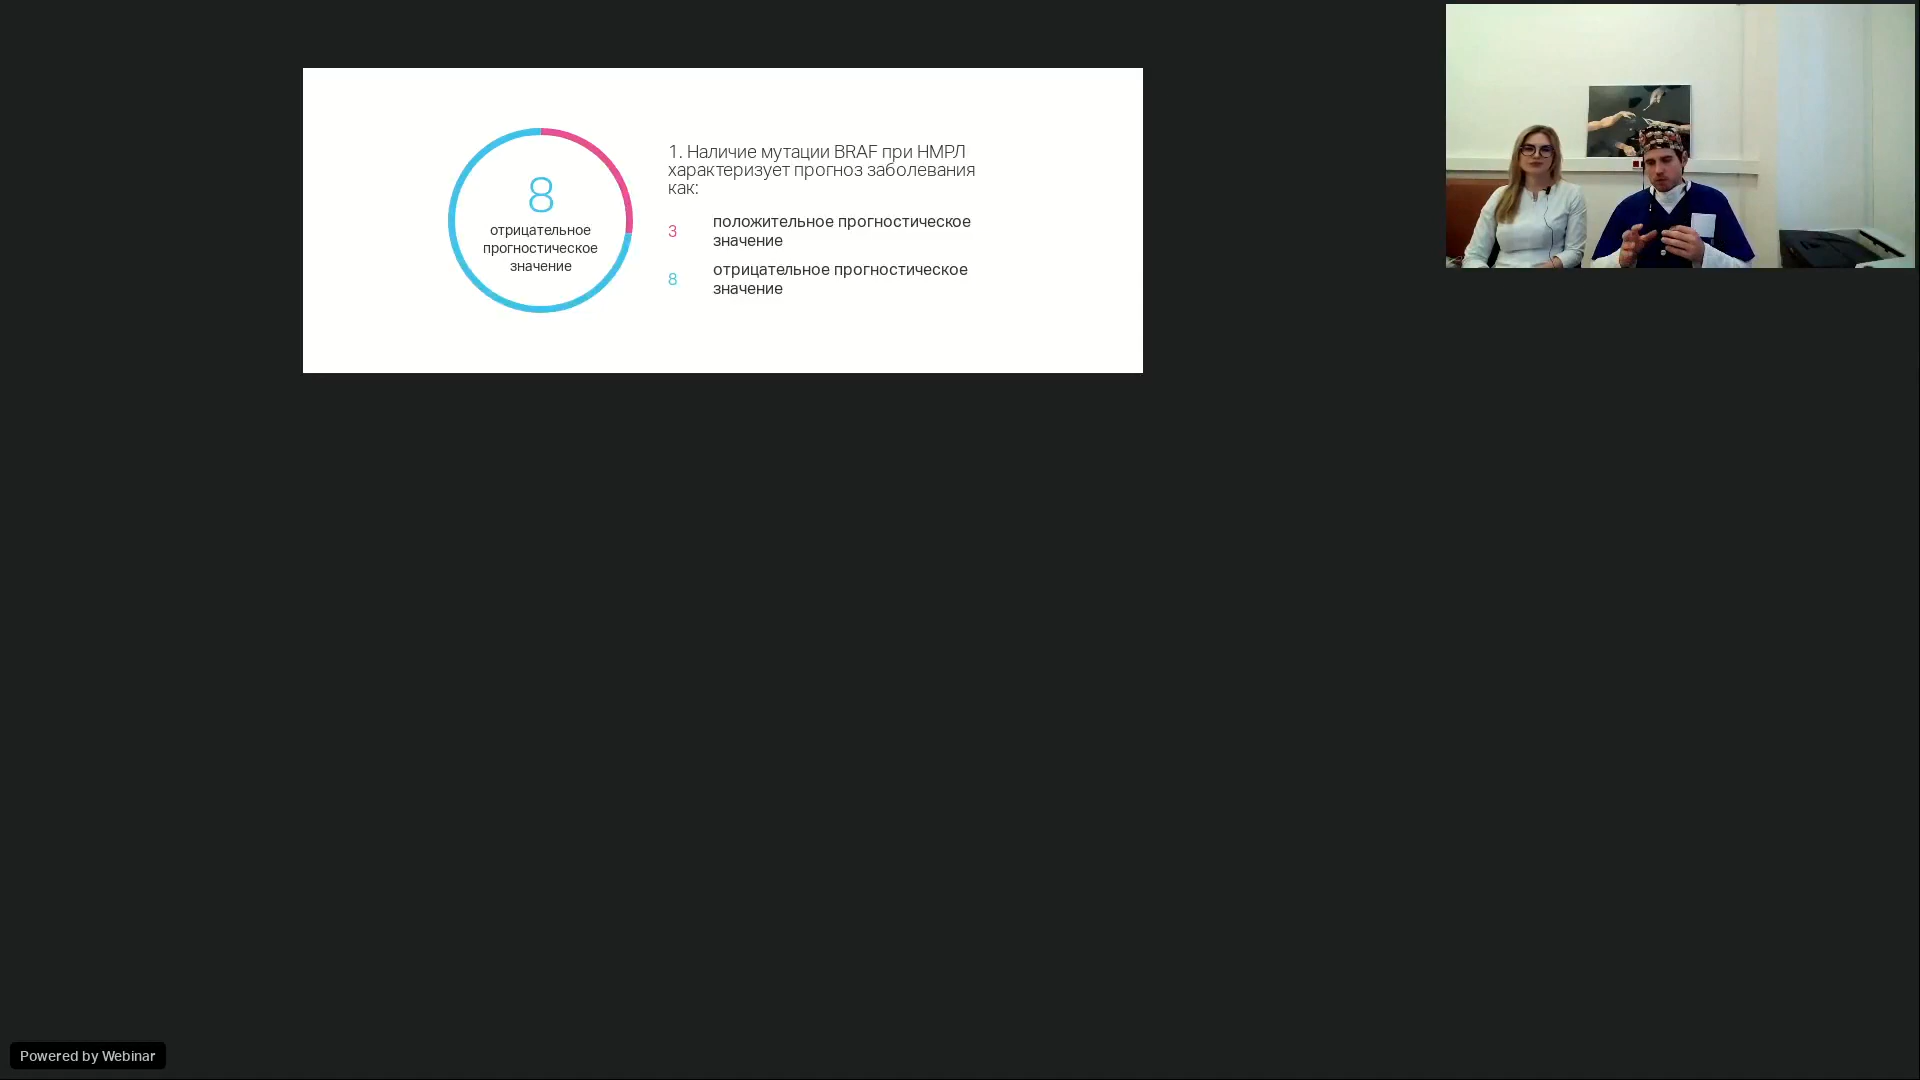 8
отрицательное
прогностическое
значение
1. Наличие мутации BRAF при НМРЛ
характеризует прогноз заболевания
как:
3 положительное прогностическое
значение
8 отрицательное прогностическое
значение
Powered by Webinar